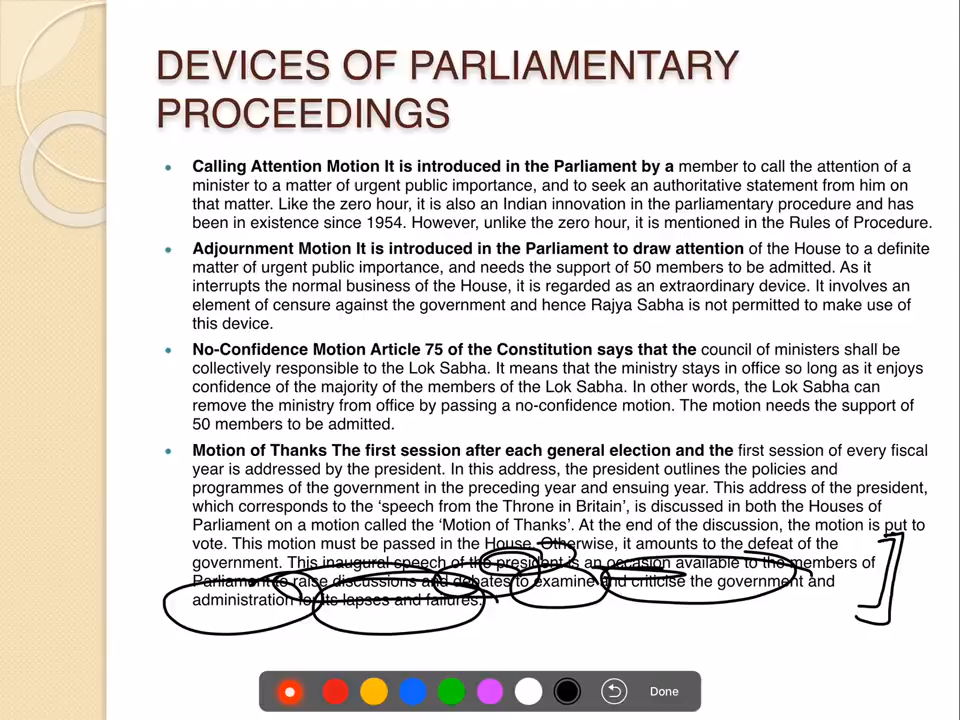 DEVICES OF PARLIAMENTARY
PROCEEDINGS
Calling Attention Motion It is introduced in the Parliament by a member to call the attention of a
minister to a matter of urgent public importance, and to seek an authoritative statement from him on
that matter. Like the zero hour, it is also an Indian innovation in the parliamentary procedure and has
been in existence since 1954. However, unlike the zero hour, it is mentioned in the Rules of Procedure.
Adjournment Motion It is introduced in the Parliament to draw attention of the House to a definite
matter of urgent public importance, and needs the support of 50 members to be admitted. As it
interrupts the normal business of the House, it is regarded as an extraordinary device. It involves an
element of censure against the government and hence Rajya Sabha is not permitted to make use of
this device.
No-Confidence Motion Article 75 of the Constitution says that the council of ministers shall be
collectively responsible to the Lok Sabha. It means that the ministry stays in office so long as it enjoys
confidence of the majority of the members of the Lok Sabha. In other words, the Lok Sabha can
remove the ministry from office by passing a no-confidence motion. The motion needs the support of
50 members to be admitted.
Motion of Thanks The first session after each general election and the first session of every fiscal
year is addressed by the president. In this address, the president outlines the policies and
programmes of the government in the preceding year and ensuing year. This address of the president,
which corresponds to the ‘speech from the Throne in Britain’, is discussed in both the Houses of
Parliament on a motion called the ‘Motion of Thanks’. At the end of the discussion, the motion is put to
vote. This motion must be passed in the House. Otherwise, it amounts to the defeat of the
government. This inaugural speech of the president is an occasion available to the members of
Parliament to raise discussions and debates to examine and criticise the government and
administration for its lapses and failures.
Done